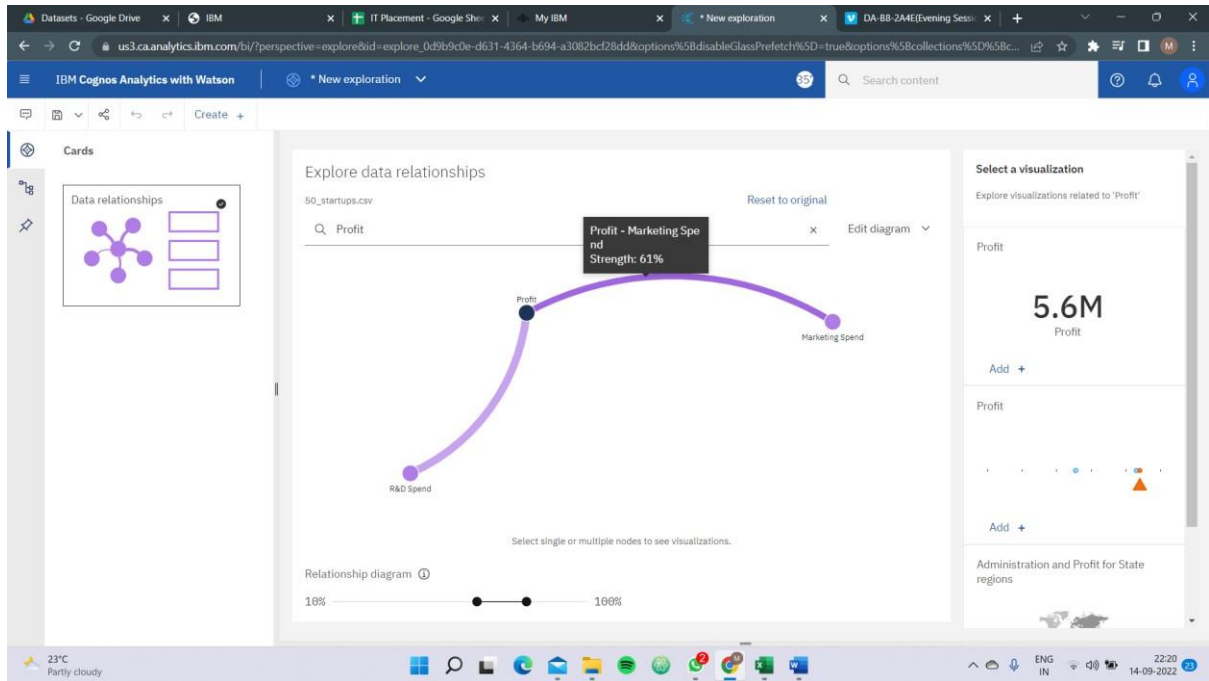 Datasets - Google Drive
IBM
IT Placement - Google Shee
My IBM
* New exploration
DA-BB-2A4E(Evening Sessio
us3.ca.analytics.ibm.com/bi/?perspective=explore&id=explore_0d9b9c0e-d631-4364-b694-a3082bcf28dd&options%5BdisableGlassPrefetch%5D=true&options%5Bcollections%5D%5Bc...
M
IBM Cognos Analytics with Watson
* New exploration
35
Search content
Create +
Cards
Data relationships
Explore data relationships
50_startups.csv
Reset to original
Profit
Edit diagram
Profit - Marketing Spe
nd
Strength: 61%
Profit
Marketing Spend
R&D Spend
Select single or multiple nodes to see visualizations.
Relationship diagram
10%
100%
Select a visualization
Explore visualizations related to 'Profit'
Profit
5.6M
Profit
Add +
Profit
Add +
Administration and Profit for State
regions
23°C
Partly cloudy
ENG
IN
22:20
14-09-2022
23